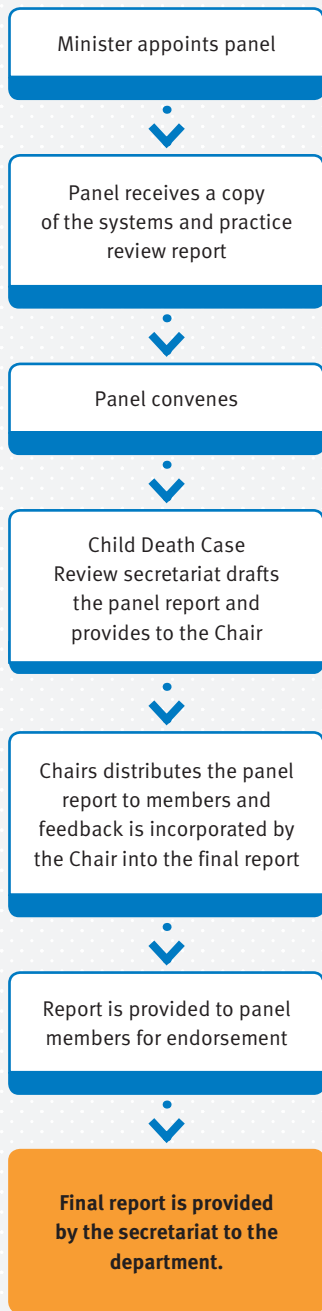 Minister appoints panel
Panel receives a copy
of the systems and practice
review report
Panel convenes
Child Death Case
Review secretariat drafts
the panel report and
provides to the Chair
Chairs distributes the panel
report to members and
feedback is incorporated by
the Chair into the final report
Report is provided to panel
members for endorsement
Final report is provided
by the secretariat to the
department.